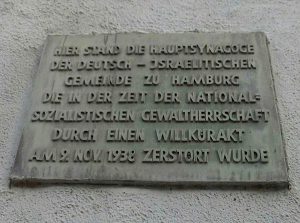 HIER STAND DIE HAUPTSYNAGOGE
DER DEUTSCH – JSRAELITISCHEN
GEMEINDE ZU HAMBURG
DIE IN DER ZEIT DER NATIONAL-
SOZIALISTISCHEN GEWALTHERRSCHAFT
DURCH EINEN WILLKÜRAKT
AM 9. NOV. 1938 ZERSTÖRT WURDE